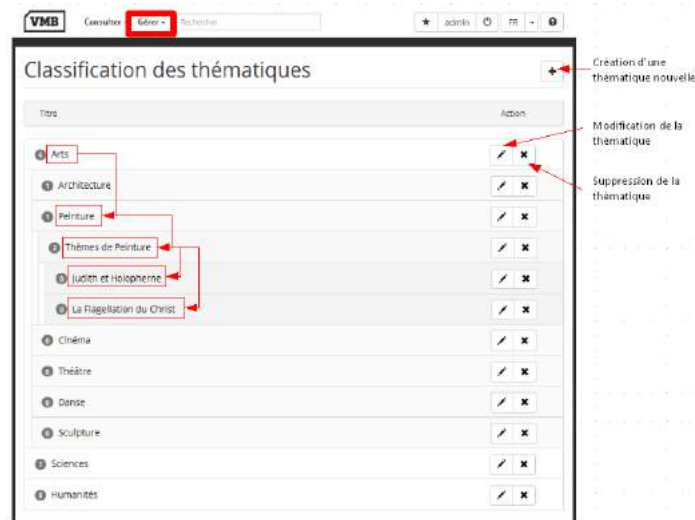 VMB Consulter Gérer Rechercher admin FR
Classification des thématiques
Création d'une
thématique nouvelle
Titre Action
Modification de la
thématique
Arts
Suppression de la
thématique
Architecture
Peinture
Thèmes de Peinture
Judith et Holopherne
La Flagellation du Christ
Cinéma
Théâtre
Danse
Sculpture
Sciences
Humanités